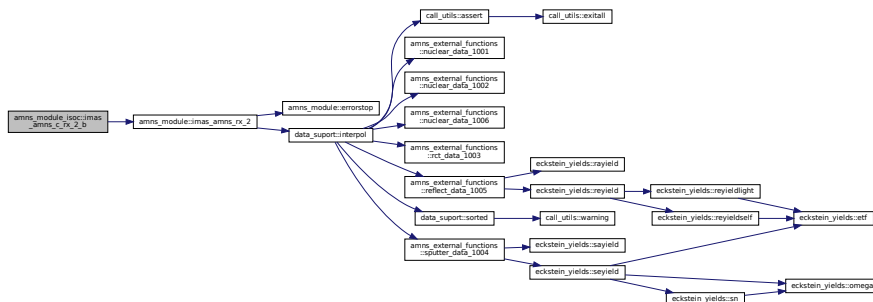 amns_module_isoc::imas
_amns_c_rx_2_b
amns_module::imas_amns_rx_2
amns_module::errorstop
data_suport::interpol
call_utils::assert
call_utils::exitall
amns_external_functions
::nuclear_data_1001
amns_external_functions
::nuclear_data_1002
amns_external_functions
::nuclear_data_1006
amns_external_functions
::rct_data_1003
amns_external_functions
::reflect_data_1005
eckstein_yields::rayield
eckstein_yields::reyield
eckstein_yields::reyieldlight
eckstein_yields::reyieldself
eckstein_yields::etf
data_suport::sorted
call_utils::warning
amns_external_functions
::sputter_data_1004
eckstein_yields::sayield
eckstein_yields::seyield
eckstein_yields::omega
eckstein_yields::sn